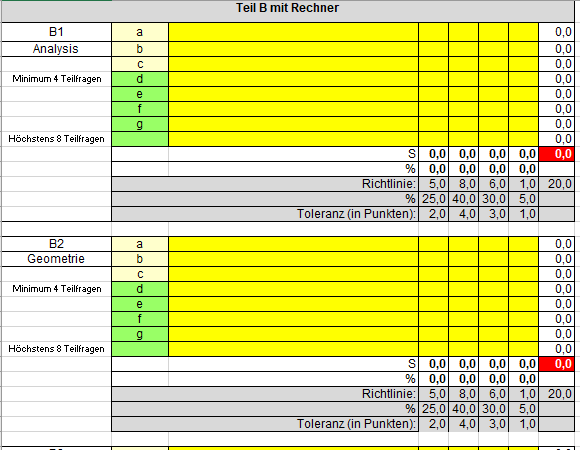 Teil B mit Rechner
B1 a 0,0
Analysis b 0,0
c 0,0
Minimum 4 Teilfragen d 0,0
e 0,0
f 0,0
g 0,0
Höchstens 8 Teilfragen 0,0
S 0,0 0,0 0,0 0,0 0,0
% 0,0 0,0 0,0 0,0
Richtlinie: 5,0 8,0 6,0 1,0 20,0
% 25,0 40,0 30,0 5,0
Toleranz (in Punkten): 2,0 4,0 3,0 1,0
B2 a 0,0
Geometrie b 0,0
c 0,0
Minimum 4 Teilfragen d 0,0
e 0,0
f 0,0
g 0,0
Höchstens 8 Teilfragen 0,0
S 0,0 0,0 0,0 0,0 0,0
% 0,0 0,0 0,0 0,0
Richtlinie: 5,0 8,0 6,0 1,0 20,0
% 25,0 40,0 30,0 5,0
Toleranz (in Punkten): 2,0 4,0 3,0 1,0